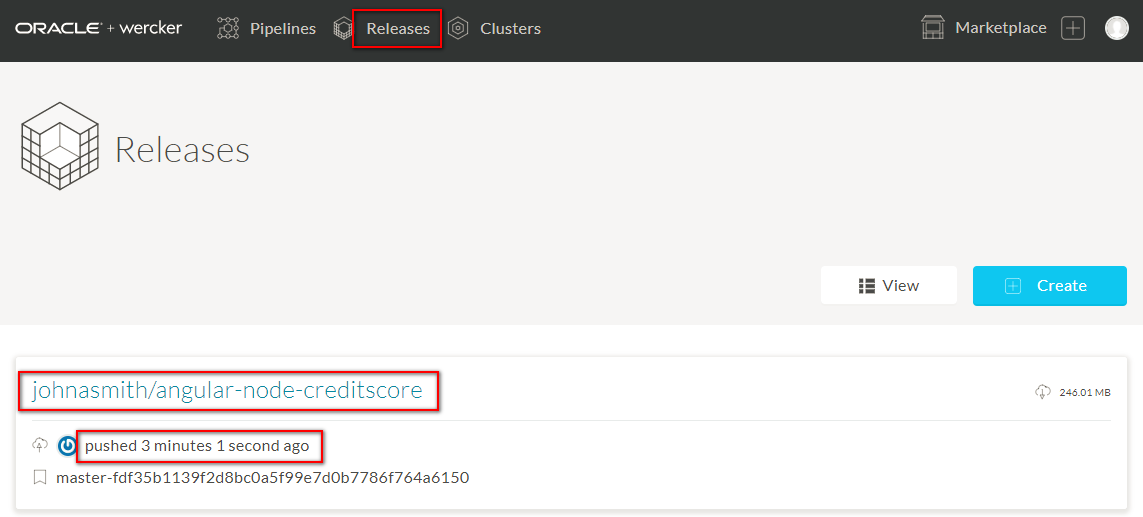 ORACLE + wercker Pipelines Releases Clusters Marketplace
Releases
View Create
johnasmith/angular-node-creditscore 246.01 MB
pushed 3 minutes 1 second ago
master-fdf35b1139f2d8bc0a5f99e7d0b7786f764a6150